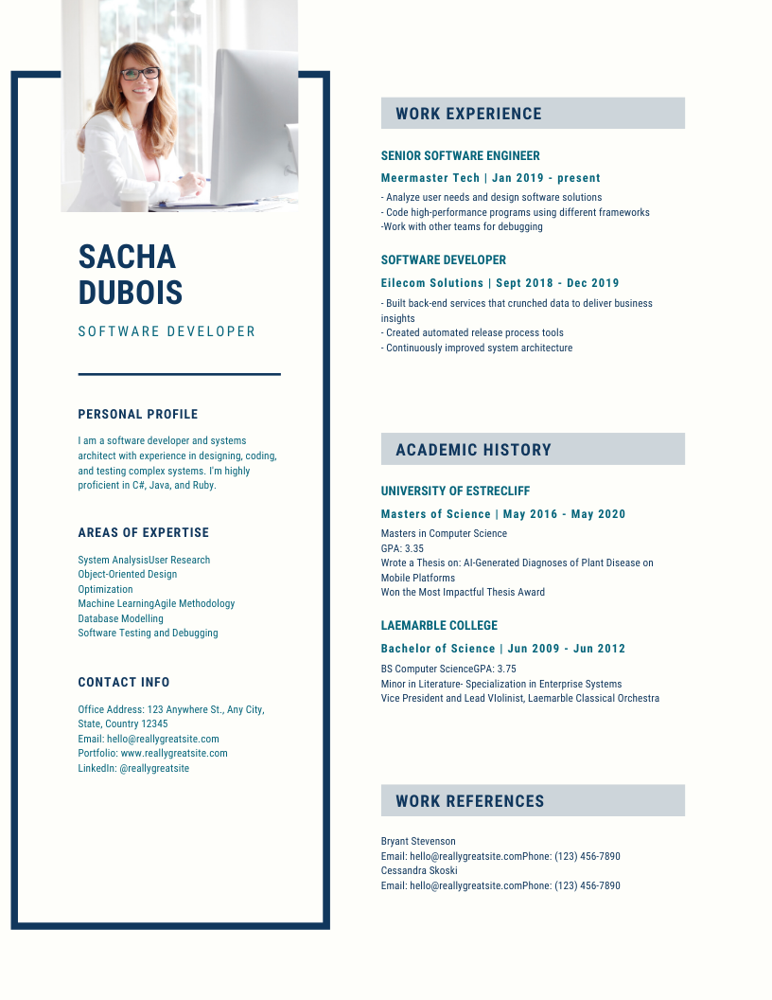 SACHA
DUBOIS
SOFTWARE DEVELOPER
PERSONAL PROFILE
I am a software developer and systems
architect with experience in designing, coding,
and testing complex systems. I'm highly
proficient in C#, Java, and Ruby.
AREAS OF EXPERTISE
System AnalysisUser Research
Object-Oriented Design
Optimization
Machine LearningAgile Methodology
Database Modelling
Software Testing and Debugging
CONTACT INFO
Office Address: 123 Anywhere St., Any City,
State, Country 12345
Email: hello@reallygreatsite.com
Portfolio: www.reallygreatsite.com
LinkedIn: @reallygreatsite
WORK EXPERIENCE
SENIOR SOFTWARE ENGINEER
Meermaster Tech | Jan 2019 - present
- Analyze user needs and design software solutions
- Code high-performance programs using different frameworks
-Work with other teams for debugging
SOFTWARE DEVELOPER
Eilecom Solutions | Sept 2018 - Dec 2019
- Built back-end services that crunched data to deliver business
insights
- Created automated release process tools
- Continuously improved system architecture
ACADEMIC HISTORY
UNIVERSITY OF ESTRECLIFF
Masters of Science | May 2016 - May 2020
Masters in Computer Science
GPA: 3.35
Wrote a Thesis on: AI-Generated Diagnoses of Plant Disease on
Mobile Platforms
Won the Most Impactful Thesis Award
LAEMARBLE COLLEGE
Bachelor of Science | Jun 2009 - Jun 2012
BS Computer ScienceGPA: 3.75
Minor in Literature- Specialization in Enterprise Systems
Vice President and Lead VIolinist, Laemarble Classical Orchestra
WORK REFERENCES
Bryant Stevenson
Email: hello@reallygreatsite.comPhone: (123) 456-7890
Cessandra Skoski
Email: hello@reallygreatsite.comPhone: (123) 456-7890